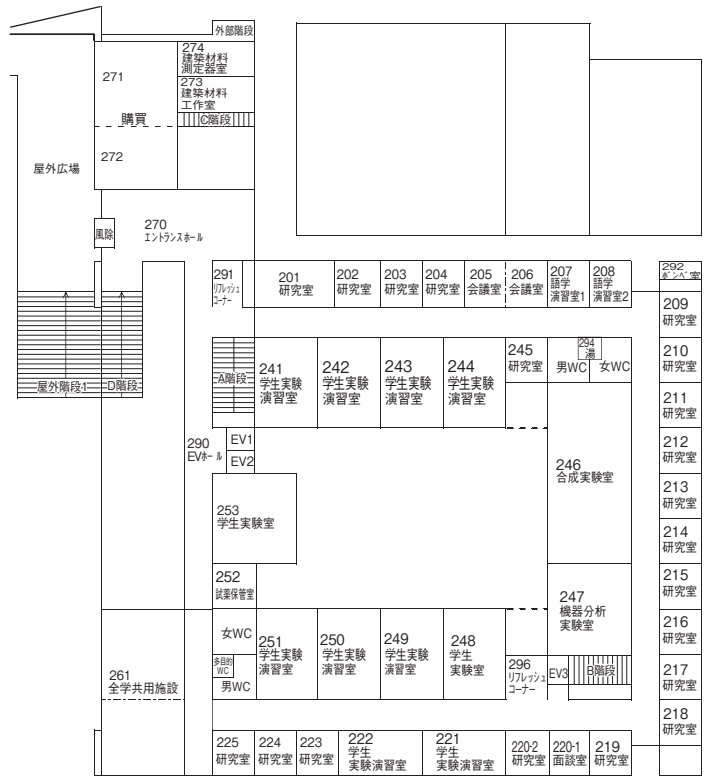 外部階段
274
建築材料
測定器室
271
273
建築材料
工作室
購買
C階段
272
屋外広場
風除
270
エントランスホール
291
リフレッシュ
コーナー
201
研究室
202
研究室
203
研究室
204
研究室
205
会議室
206
会議室
207
語学
演習室1
208
語学
演習室2
292
ボンベ室
209
研究室
屋外階段1
D階段
A階段
241
学生実験
演習室
242
学生実験
演習室
243
学生実験
演習室
244
学生実験
演習室
245
研究室
294
湯
男WC
女WC
210
研究室
211
研究室
290
EVホール
EV1
EV2
212
研究室
246
合成実験室
213
研究室
253
学生実験室
214
研究室
252
試薬保管室
247
機器分析
実験室
215
研究室
女WC
多目的
WC
男WC
251
学生実験
演習室
250
学生実験
演習室
249
学生実験
演習室
248
学生
実験室
216
研究室
261
全学共用施設
296
リフレッシュ
コーナー
EV3
B階段
217
研究室
218
研究室
225
研究室
224
研究室
223
研究室
222
学生
実験演習室
221
学生
実験演習室
220-2
研究室
220-1
面談室
219
研究室